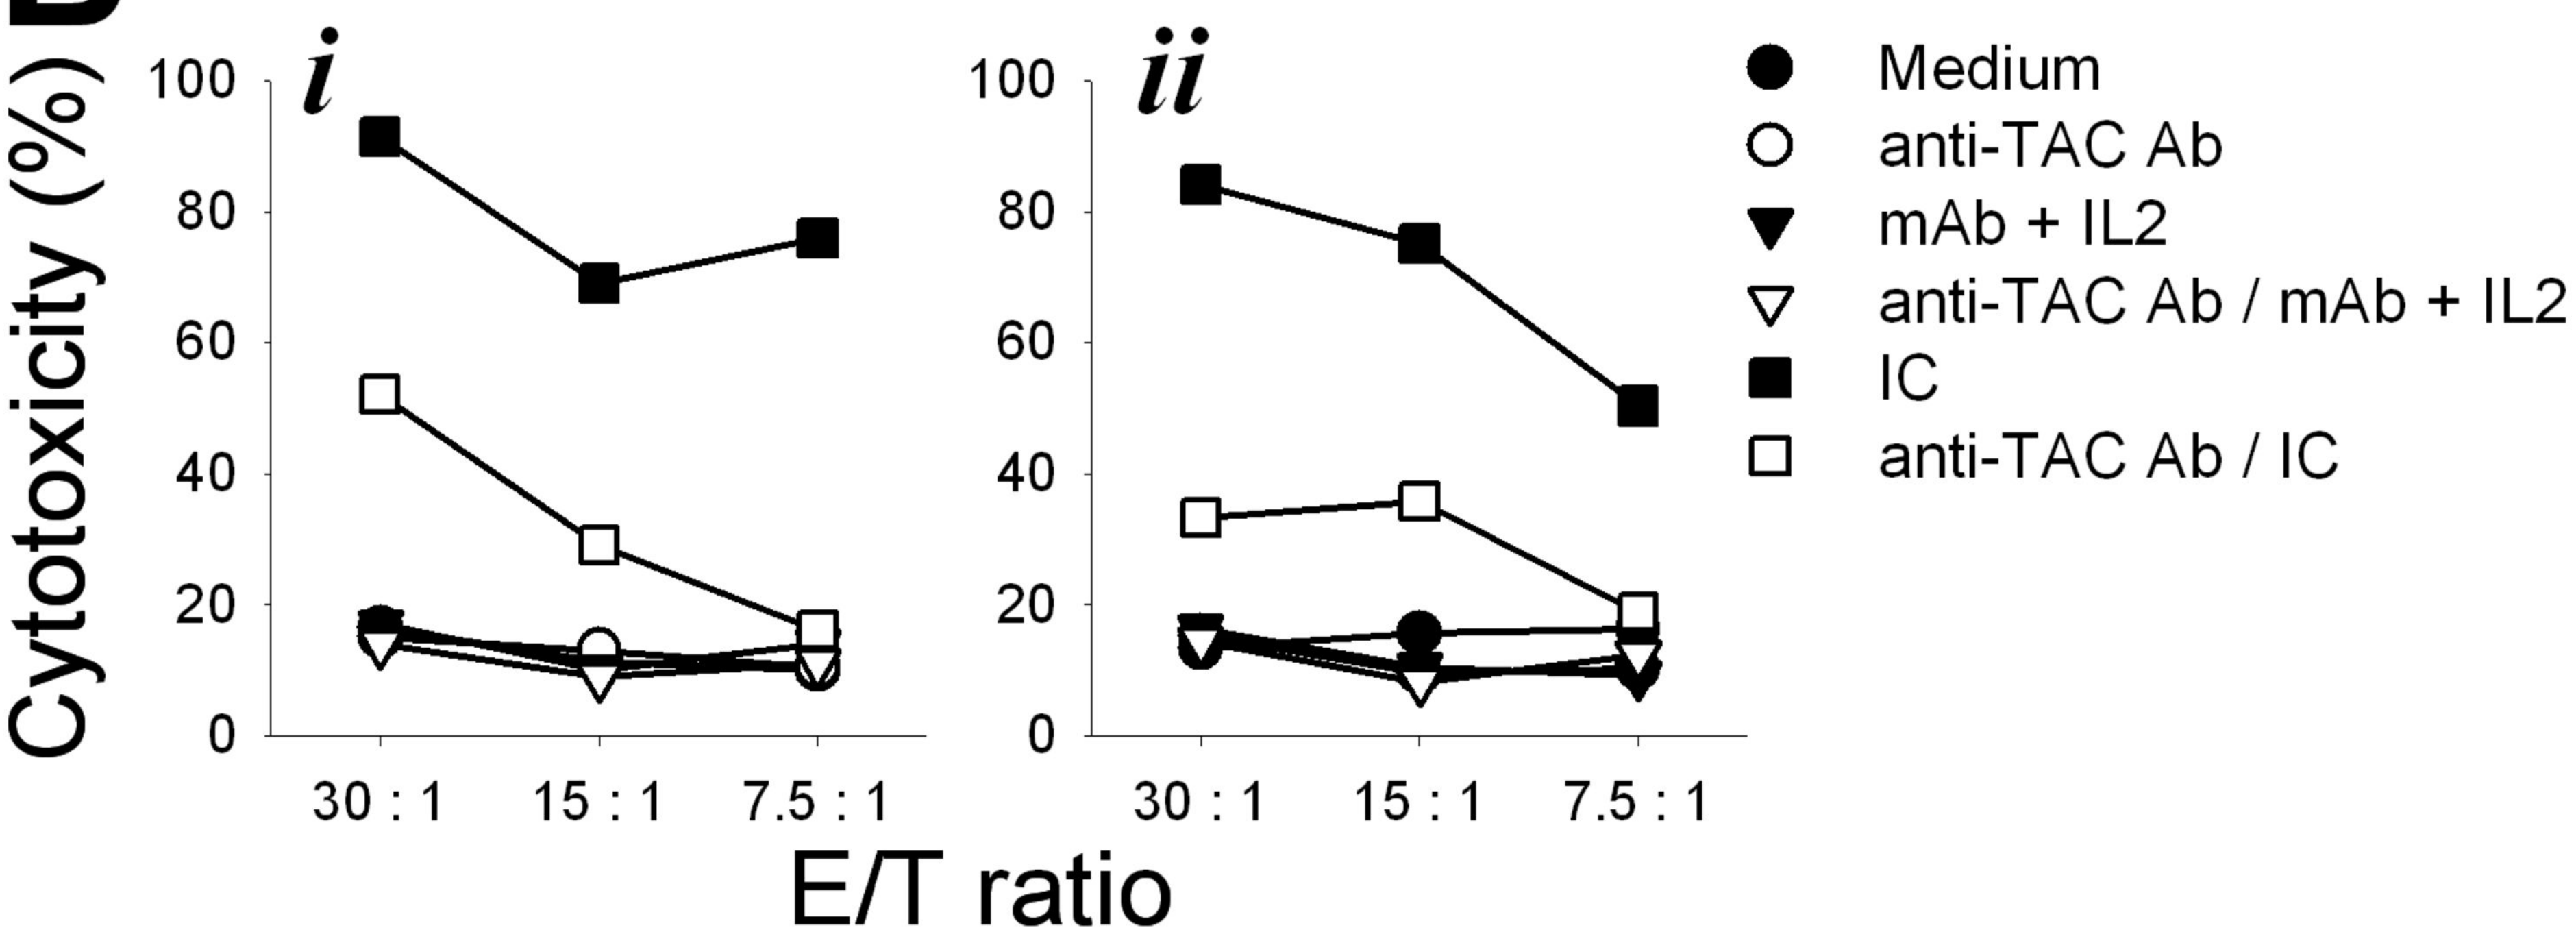 i
ii
Cytotoxicity (%)
100
80
60
40
20
0
30 : 1
15 : 1
7.5 : 1
100
80
60
40
20
0
30 : 1
15 : 1
7.5 : 1
E/T ratio
Medium
anti-TAC Ab
mAb + IL2
anti-TAC Ab / mAb + IL2
IC
anti-TAC Ab / IC